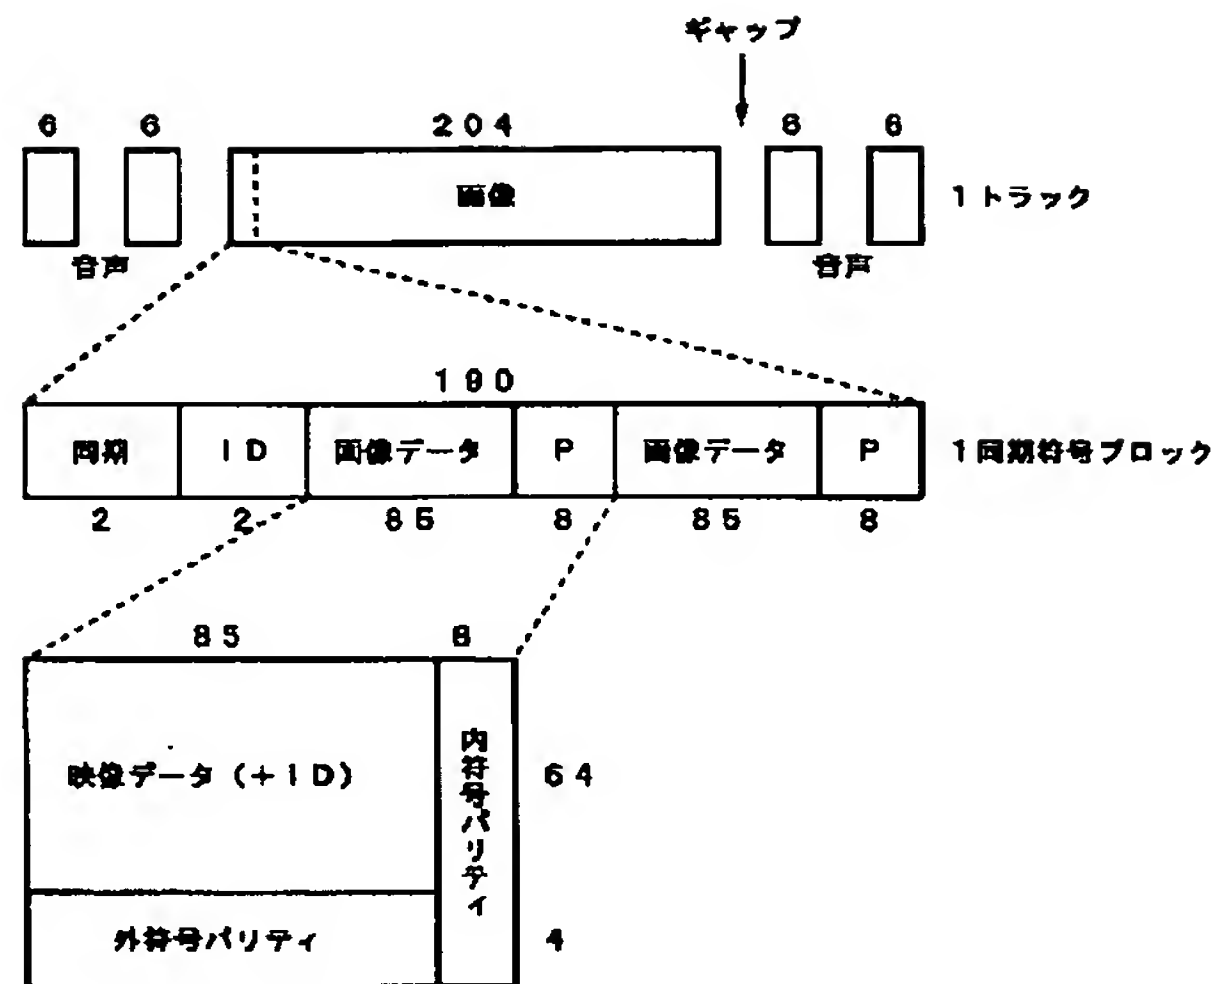 ギャップ
6 6 204 6 6
画像
1トラック
音声 音声
190
同期 ID 画像データ P 画像データ P
1同期符号ブロック
2 2 85 8 85 8
85 8
映像データ(+ID)
内符号パリティ
64
外符号パリティ
4